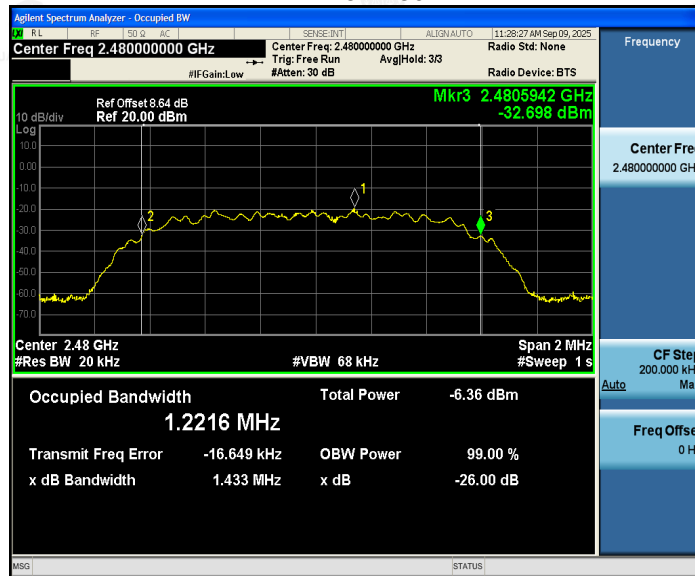 Agilent Spectrum Analyzer - Occupied BW
RL RF 50 Ω AC SENSE:INT ALIGNAUTO 11:28:27 AM Sep 09, 2025
Center Freq 2.480000000 GHz Center Freq: 2.480000000 GHz Radio Std: None
Trig: Free Run Avg|Hold: 3/3
#IFGain:Low #Atten: 30 dB Radio Device: BTS
Frequency
Mkr3 2.4805942 GHz
-32.698 dBm
Ref Offset 8.64 dB
10 dB/div Ref 20.00 dBm
Log
10.0
0.00
-10.0
-20.0
-30.0
-40.0
-50.0
-60.0
-70.0
1
2
3
Center 2.48 GHz Span 2 MHz
#Res BW 20 kHz #VBW 68 kHz #Sweep 1 s
Occupied Bandwidth Total Power -6.36 dBm
1.2216 MHz
Transmit Freq Error -16.649 kHz OBW Power 99.00 %
x dB Bandwidth 1.433 MHz x dB -26.00 dB
Center Fre
2.480000000 GH
CF Ste
200.000 kH
Auto Ma
Freq Offse
0 H
MSG STATUS